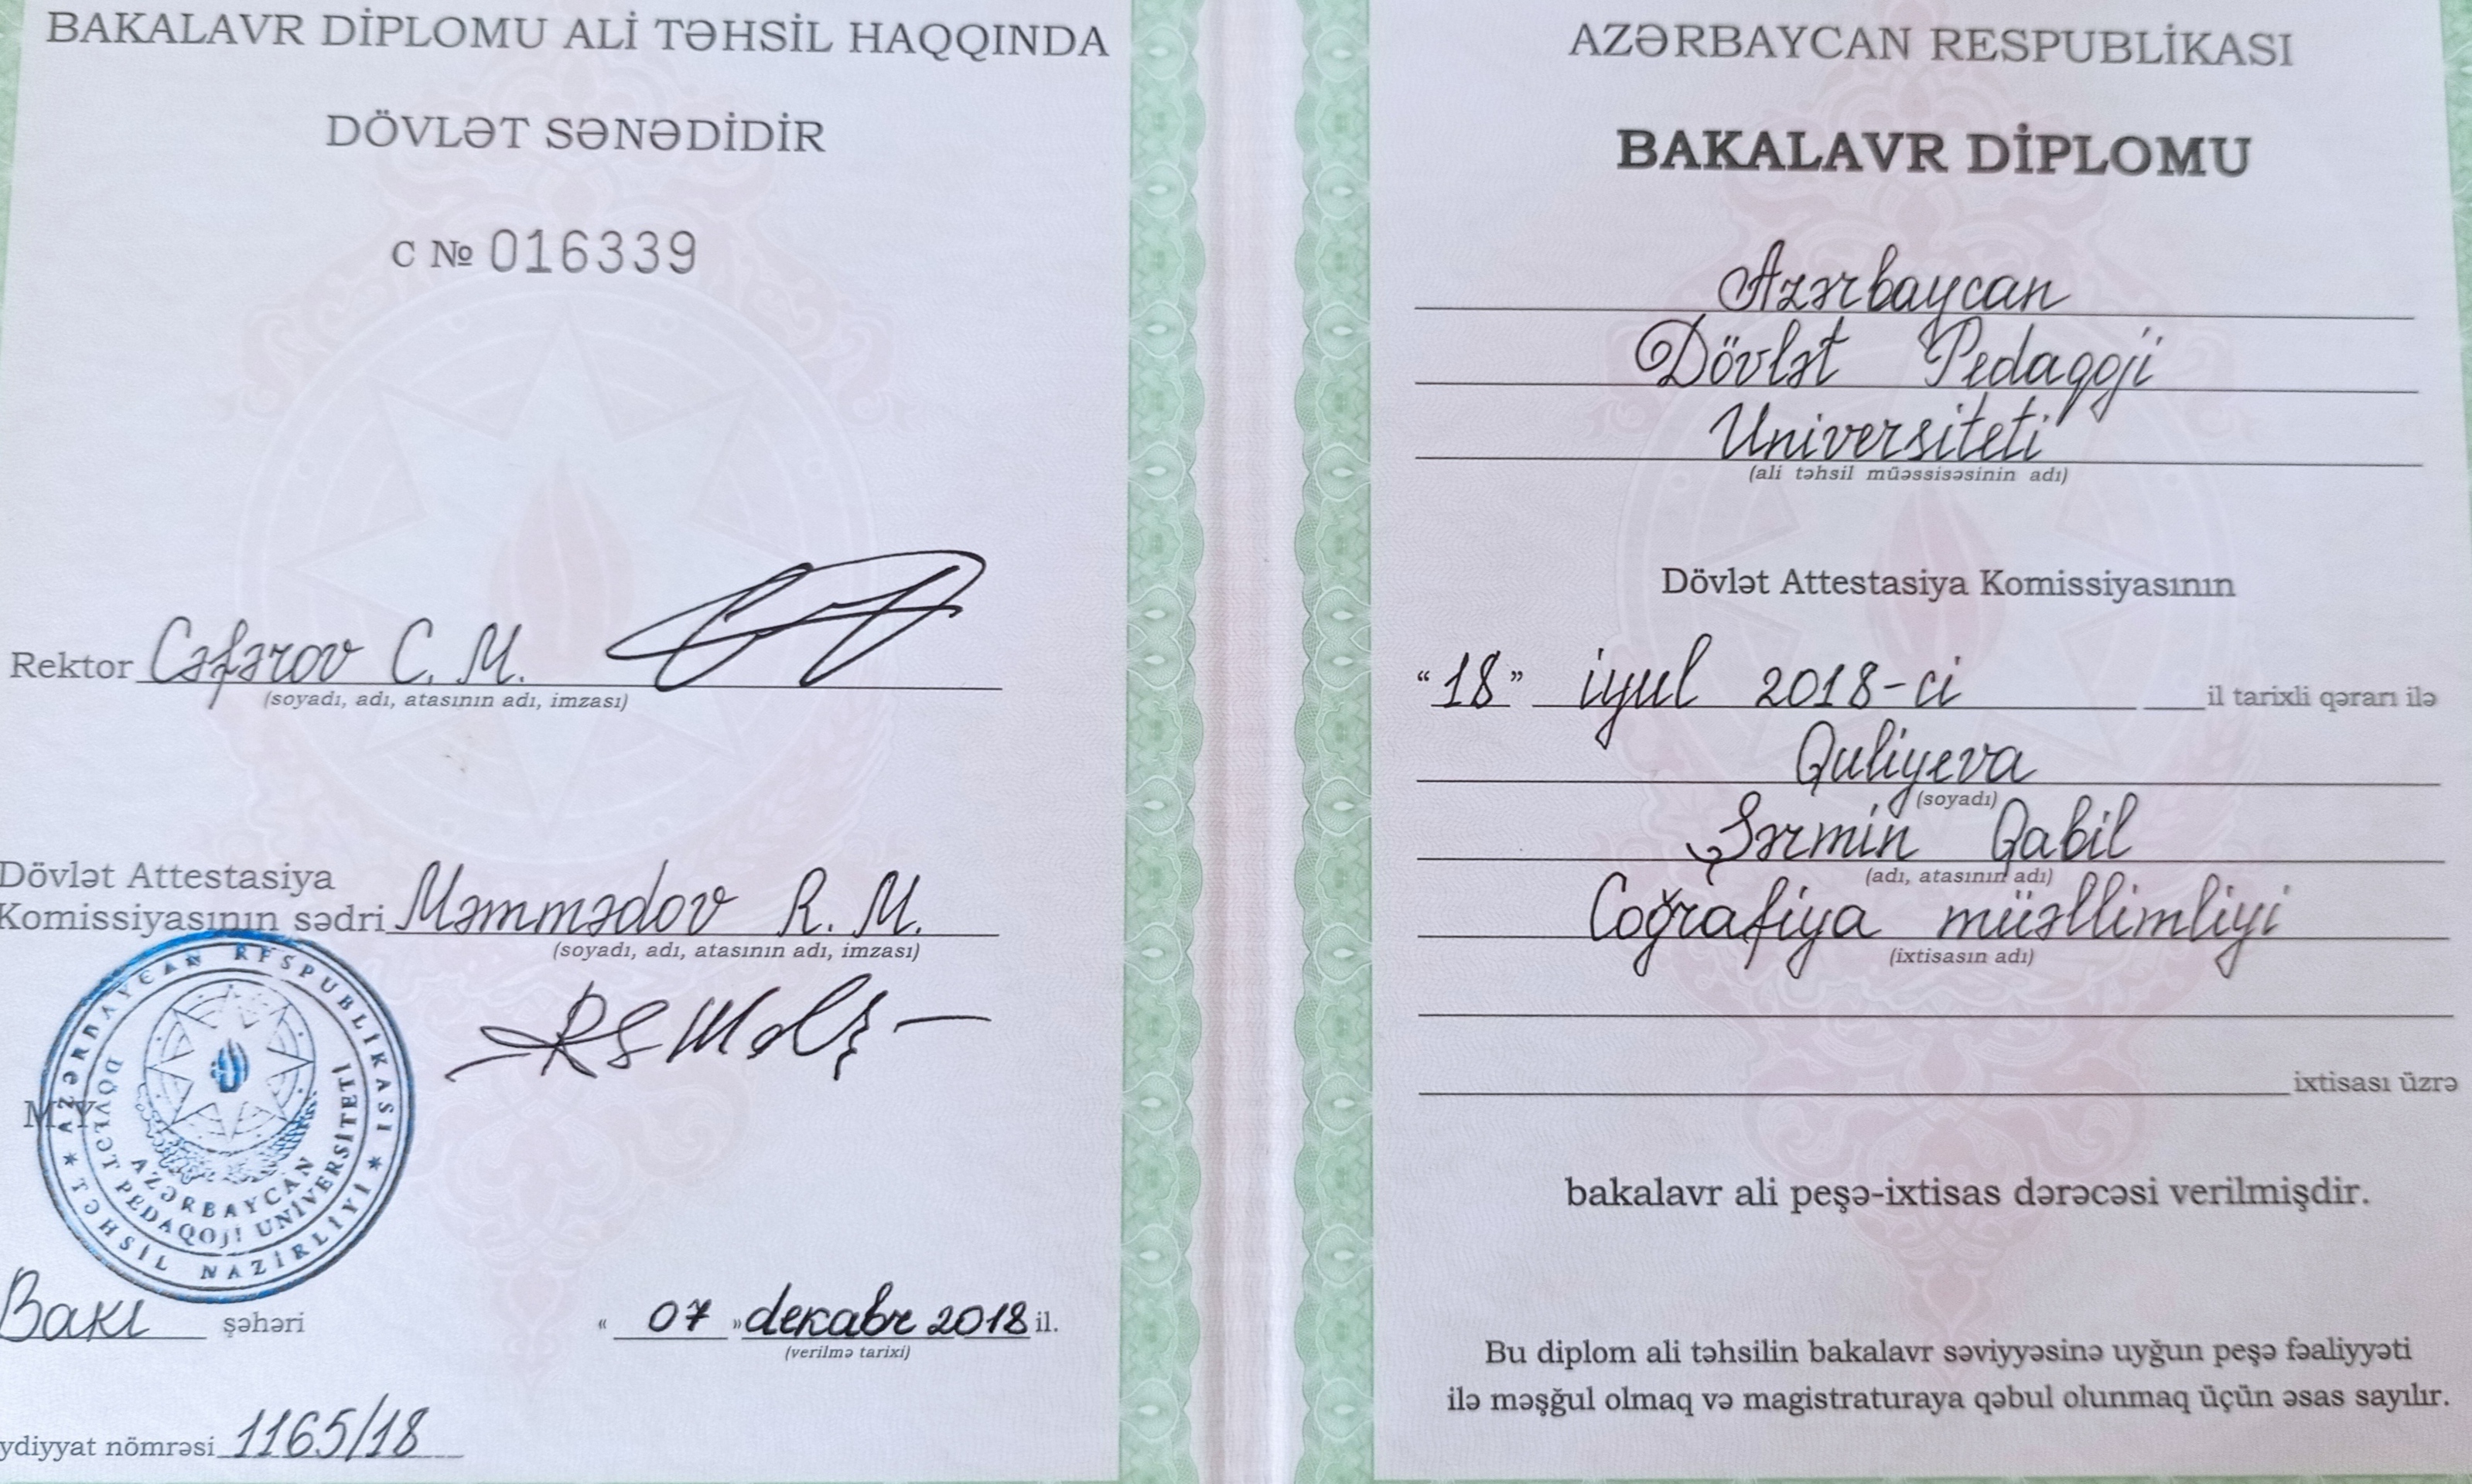 BAKALAVR DİPLOMU ALİ TƏHSİL HAQQINDA
DÖVLƏT SƏNƏDİDİR
C № 016339
Rektor Cəfərov C. M.
(soyadı, adı, atasının adı, imzası)
Dövlət Attestasiya
Komissiyasının sədri Məmmədov R. M.
(soyadı, adı, atasının adı, imzası)
M.Y.
AZƏRBAYCAN RESPUBLİKASI
TƏHSİL NAZİRLİYİ
AZƏRBAYCAN
DÖVLƏT PEDAQOJİ UNİVERSİTETİ
Bakı şəhəri « 07 » dekabr 2018 il.
(verilmə tarixi)
ydiyyat nömrəsi 1165/18
AZƏRBAYCAN RESPUBLİKASI
BAKALAVR DİPLOMU
Azərbaycan
Dövlət Pedaqoji
Universiteti
(ali təhsil müəssisəsinin adı)
Dövlət Attestasiya Komissiyasının
“18” iyul 2018-ci il tarixli qərarı ilə
Quliyeva
(soyadı)
Şərmin Qabil
(adı, atasının adı)
Coğrafiya müəllimliyi
(ixtisasın adı)
ixtisası üzrə
bakalavr ali peşə-ixtisas dərəcəsi verilmişdir.
Bu diplom ali təhsilin bakalavr səviyyəsinə uyğun peşə fəaliyyəti
ilə məşğul olmaq və magistraturaya qəbul olunmaq üçün əsas sayılır.